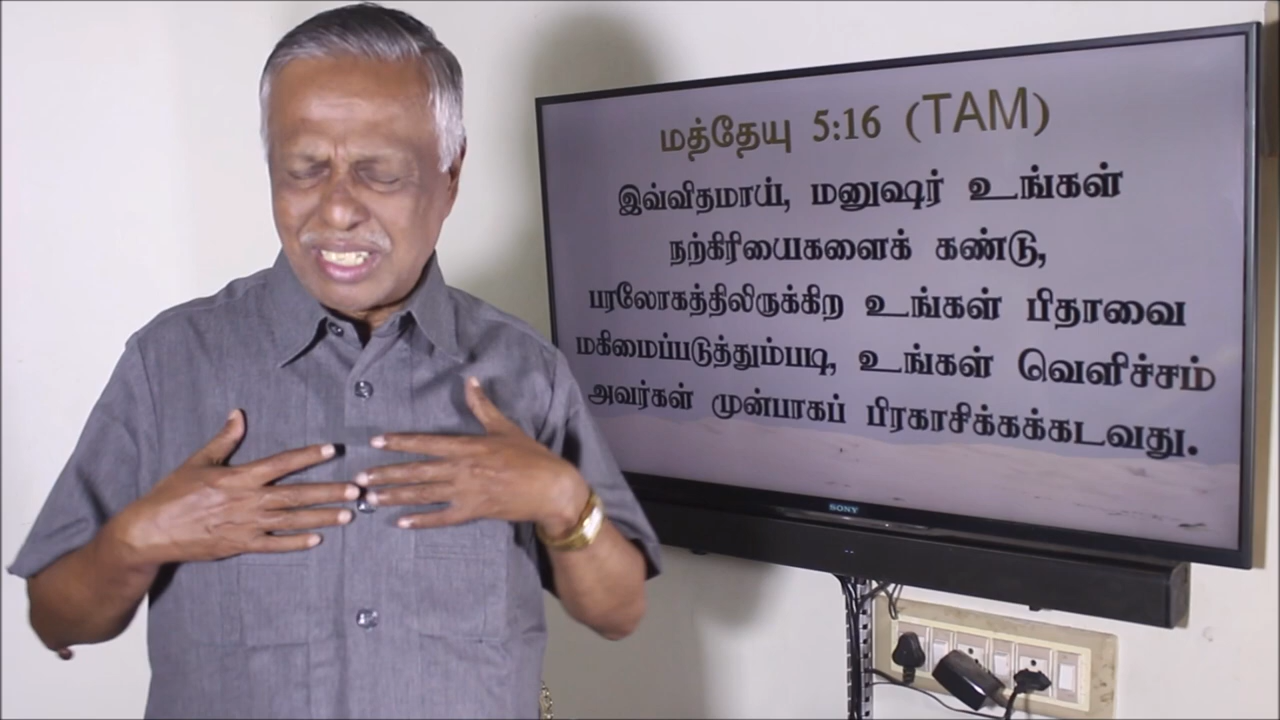 மத்தேயு 5:16 (TAM)
இவ்விதமாய், மனுஷர் உங்கள்
நற்கிரியைகளைக் கண்டு,
பரலோகத்திலிருக்கிற உங்கள் பிதாவை
மகிமைப்படுத்தும்படி, உங்கள் வெளிச்சம்
அவர்கள் முன்பாகப் பிரகாசிக்கக்கடவது.
SONY